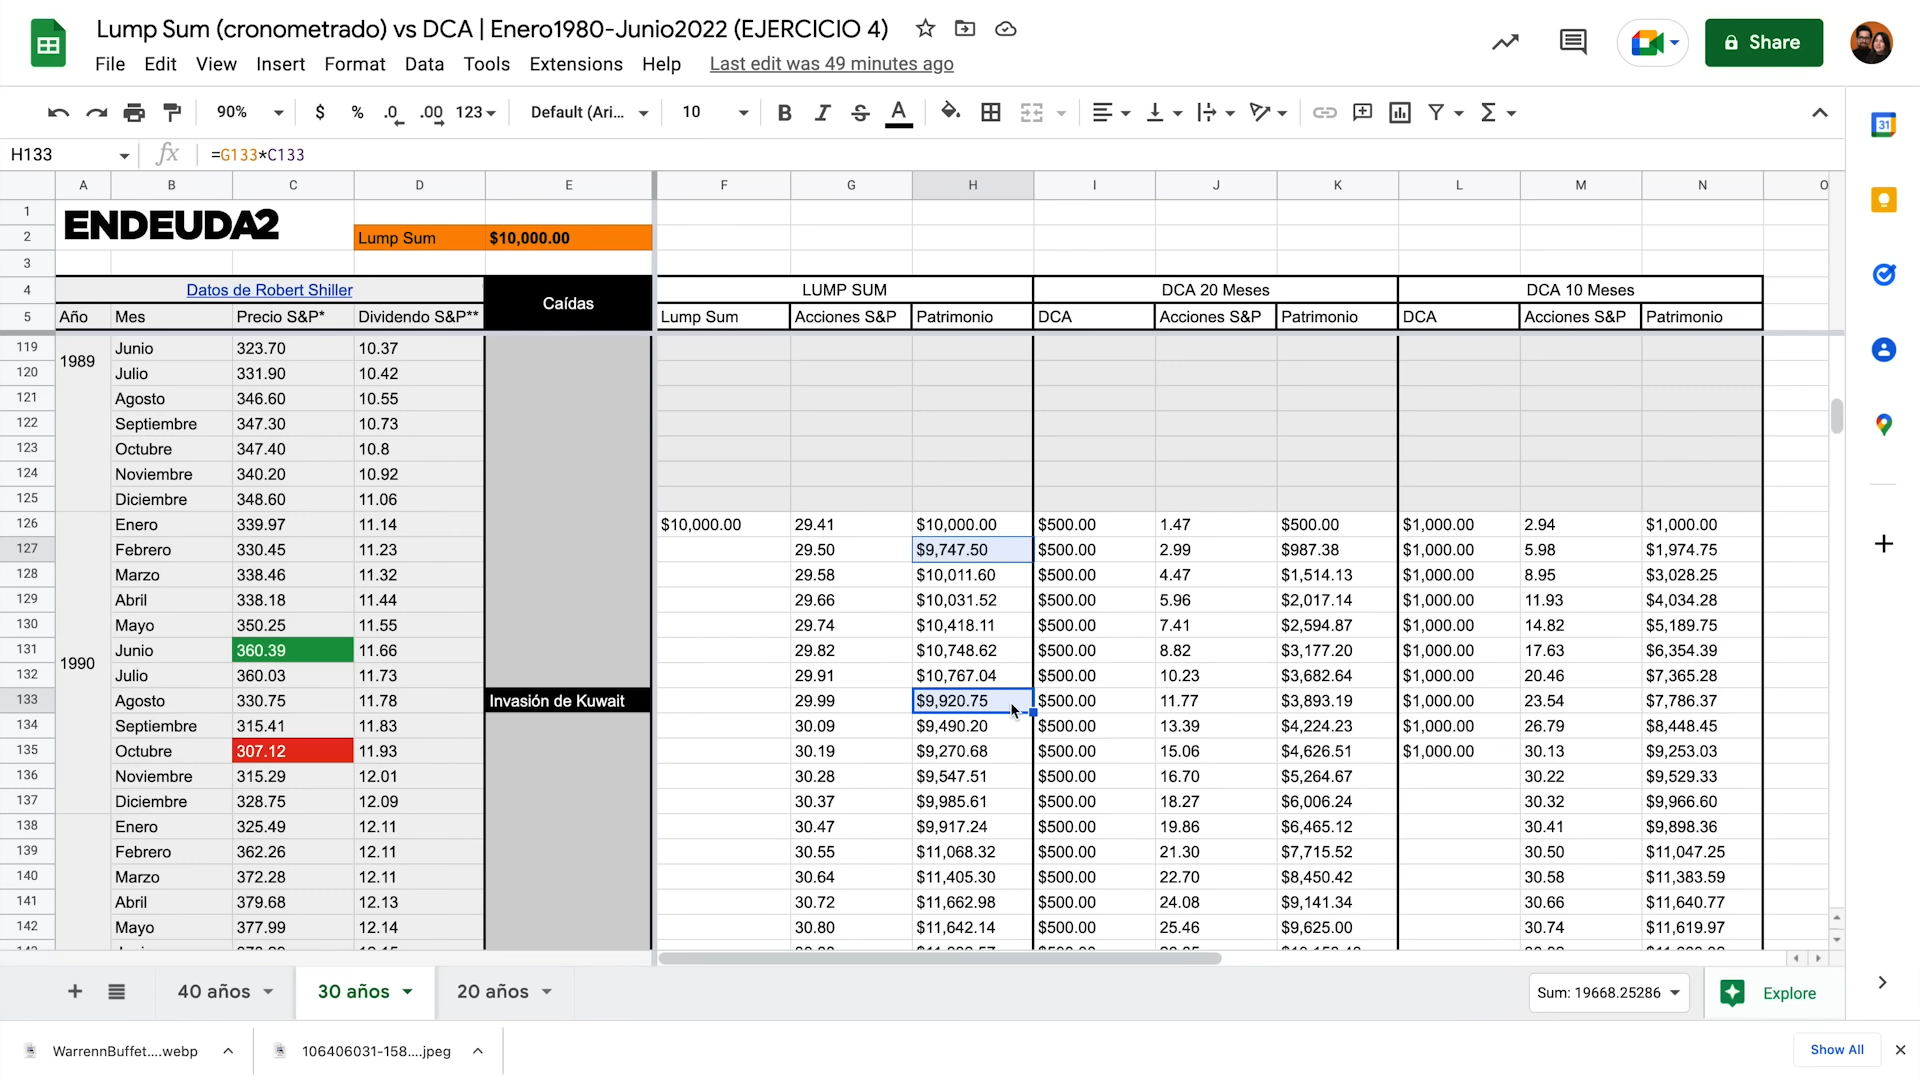 Lump Sum (cronometrado) vs DCA | Enero1980-Junio2022 (EJERCICIO 4)
File Edit View Insert Format Data Tools Extensions Help Last edit was 49 minutes ago
Share
90% $ % .0 .00 123 Default (Ari... 10 B I S A
H133 fx =G133*C133
A B C D E F G H I J K L M N O
1 ENDEUDA2
2 Lump Sum $10,000.00
3
4 Datos de Robert Shiller Caídas LUMP SUM DCA 20 Meses DCA 10 Meses
5 Año Mes Precio S&P* Dividendo S&P** Lump Sum Acciones S&P Patrimonio DCA Acciones S&P Patrimonio DCA Acciones S&P Patrimonio
119 1989 Junio 323.70 10.37
120 Julio 331.90 10.42
121 Agosto 346.60 10.55
122 Septiembre 347.30 10.73
123 Octubre 347.40 10.8
124 Noviembre 340.20 10.92
125 Diciembre 348.60 11.06
126 Enero 339.97 11.14 $10,000.00 29.41 $10,000.00 $500.00 1.47 $500.00 $1,000.00 2.94 $1,000.00
127 Febrero 330.45 11.23 29.50 $9,747.50 $500.00 2.99 $987.38 $1,000.00 5.98 $1,974.75
128 Marzo 338.46 11.32 29.58 $10,011.60 $500.00 4.47 $1,514.13 $1,000.00 8.95 $3,028.25
129 Abril 338.18 11.44 29.66 $10,031.52 $500.00 5.96 $2,017.14 $1,000.00 11.93 $4,034.28
130 Mayo 350.25 11.55 29.74 $10,418.11 $500.00 7.41 $2,594.87 $1,000.00 14.82 $5,189.75
131 1990 Junio 360.39 11.66 29.82 $10,748.62 $500.00 8.82 $3,177.20 $1,000.00 17.63 $6,354.39
132 Julio 360.03 11.73 29.91 $10,767.04 $500.00 10.23 $3,682.64 $1,000.00 20.46 $7,365.28
133 Agosto 330.75 11.78 Invasión de Kuwait 29.99 $9,920.75 $500.00 11.77 $3,893.19 $1,000.00 23.54 $7,786.37
134 Septiembre 315.41 11.83 30.09 $9,490.20 $500.00 13.39 $4,224.23 $1,000.00 26.79 $8,448.45
135 Octubre 307.12 11.93 30.19 $9,270.68 $500.00 15.06 $4,626.51 $1,000.00 30.13 $9,253.03
136 Noviembre 315.29 12.01 30.28 $9,547.51 $500.00 16.70 $5,264.67 30.22 $9,529.33
137 Diciembre 328.75 12.09 30.37 $9,985.61 $500.00 18.27 $6,006.24 30.32 $9,966.60
138 Enero 325.49 12.11 30.47 $9,917.24 $500.00 19.86 $6,465.12 30.41 $9,898.36
139 Febrero 362.26 12.11 30.55 $11,068.32 $500.00 21.30 $7,715.52 30.50 $11,047.25
140 Marzo 372.28 12.11 30.64 $11,405.30 $500.00 22.70 $8,450.42 30.58 $11,383.59
141 Abril 379.68 12.13 30.72 $11,662.98 $500.00 24.08 $9,141.34 30.66 $11,640.77
142 Mayo 377.99 12.14 30.80 $11,642.14 $500.00 25.46 $9,625.00 30.74 $11,619.97
40 años 30 años 20 años Sum: 19668.25286 Explore
WarrennBuffet....webp 106406031-158....jpeg Show All
31